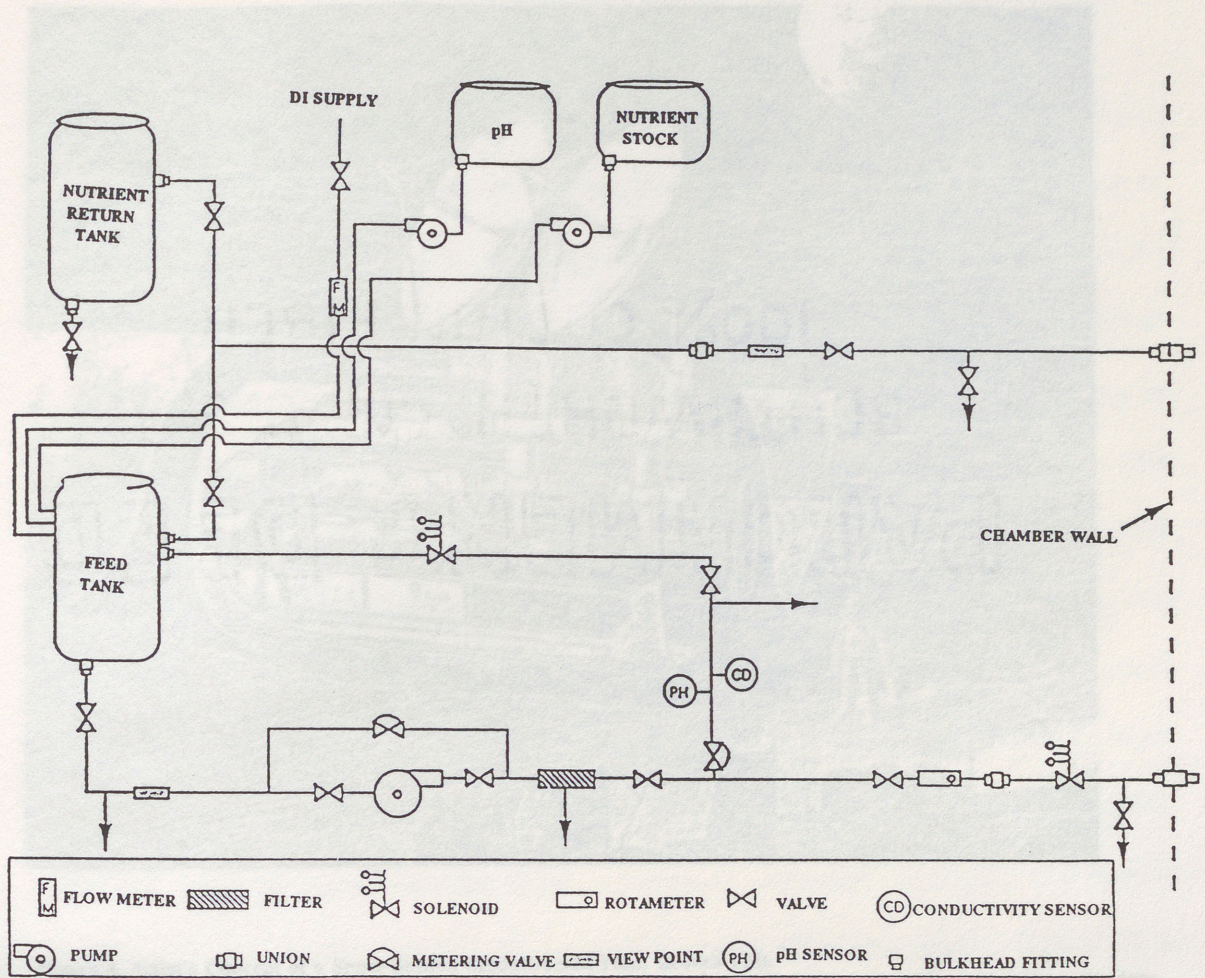 DI SUPPLY
pH
NUTRIENT
STOCK
NUTRIENT
RETURN
TANK
F
M
CHAMBER WALL
FEED
TANK
CD
PH
F
M
FLOW METER
FILTER
SOLENOID
ROTAMETER
VALVE
CD
CONDUCTIVITY SENSOR
PUMP
UNION
METERING VALVE
VIEW POINT
PH
pH SENSOR
BULKHEAD FITTING